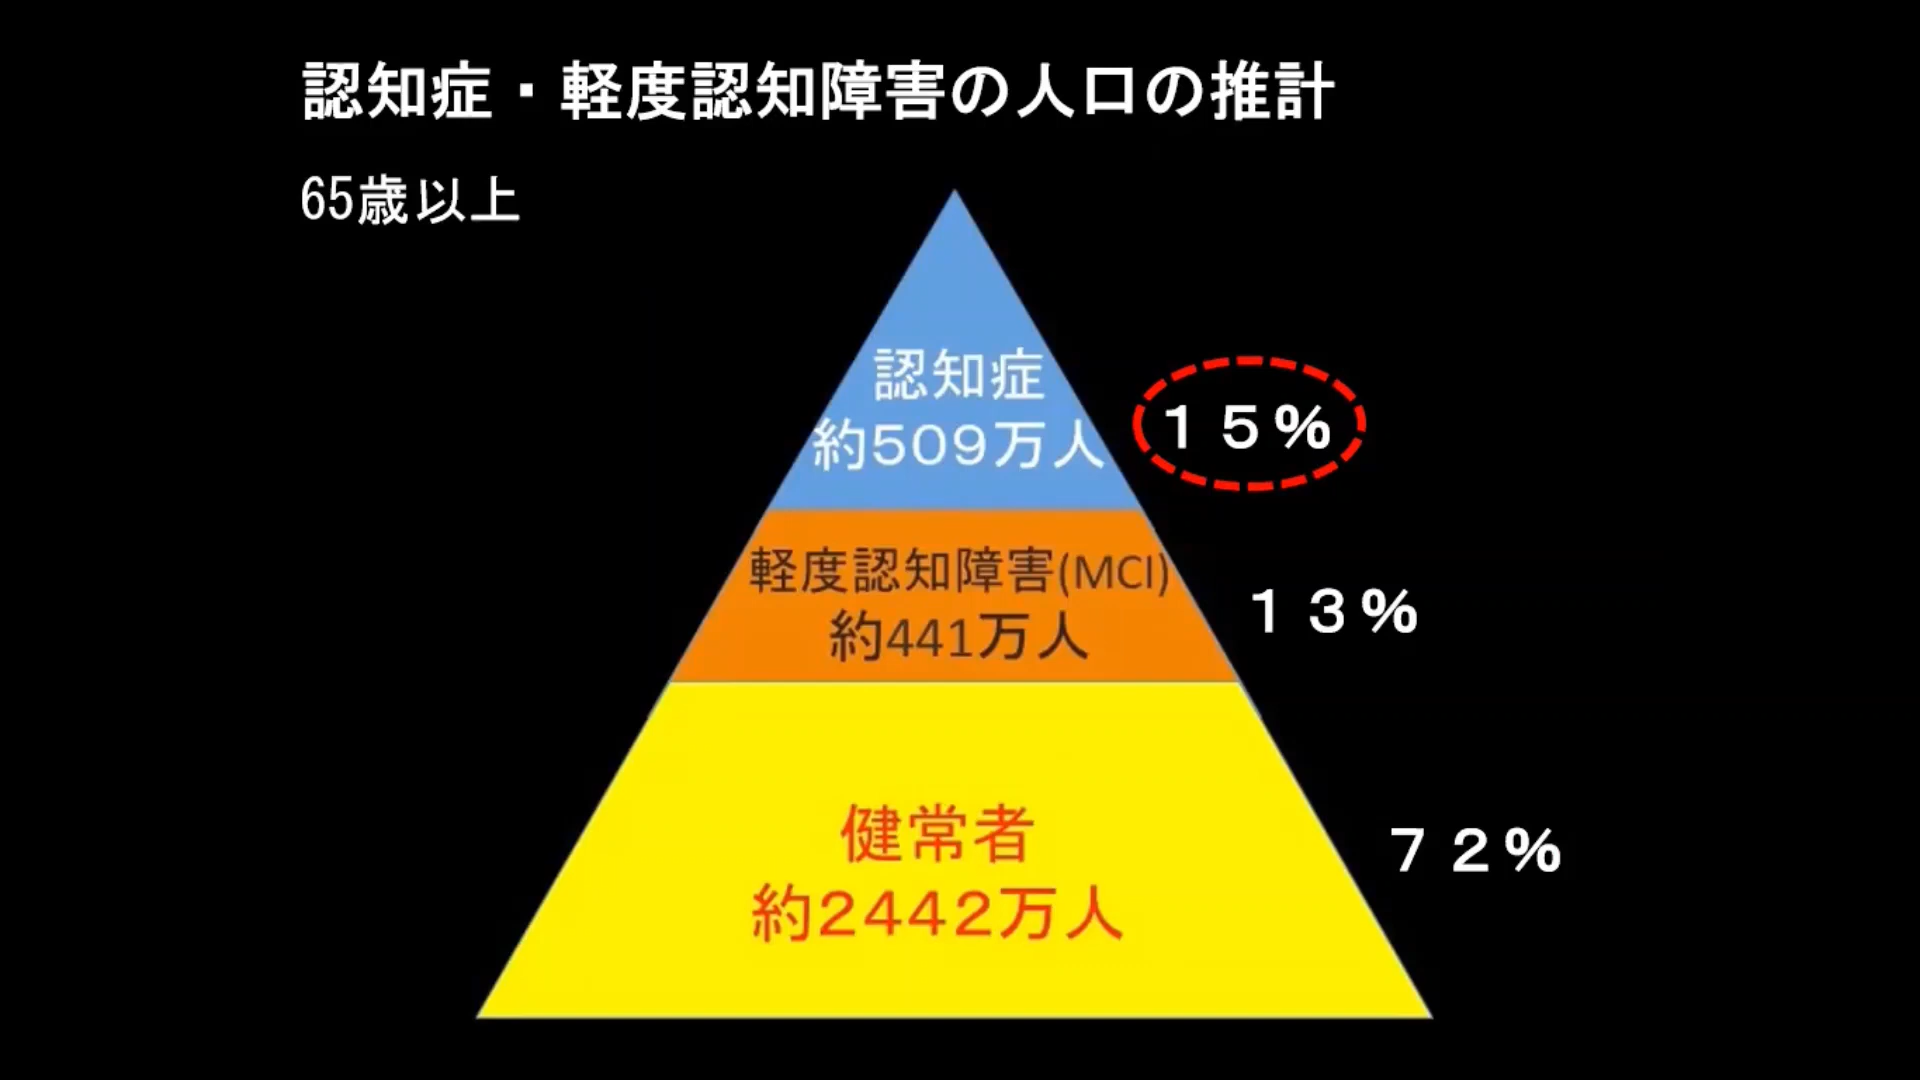 認知症・軽度認知障害の人口の推計
65歳以上
認知症
約509万人
15%
軽度認知障害(MCI)
約441万人
13%
健常者
約2442万人
72%